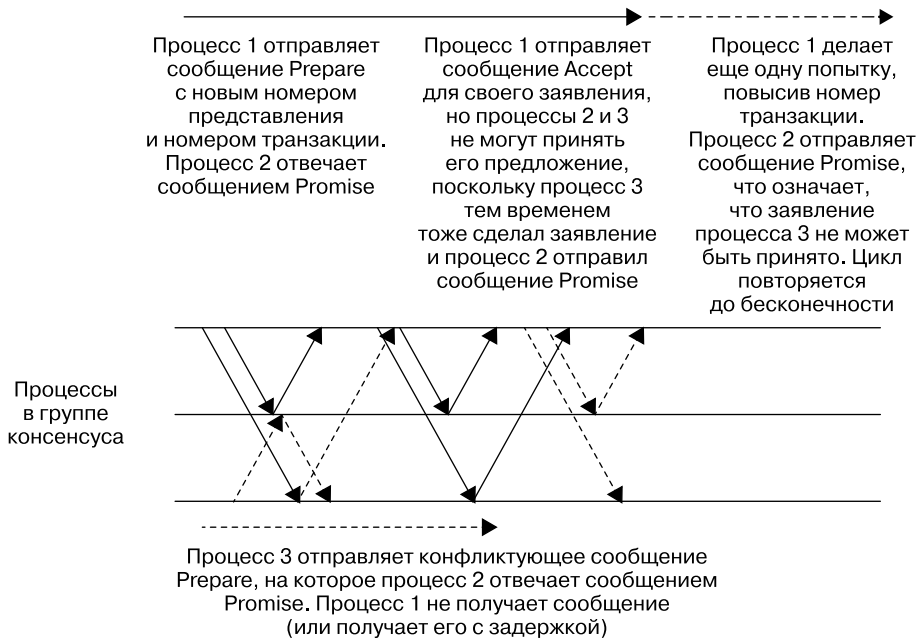 Процесс 1 отправляет
сообщение Prepare
с новым номером
представления
и номером транзакции.
Процесс 2 отвечает
сообщением Promise
Процесс 1 отправляет
сообщение Accept
для своего заявления,
но процессы 2 и 3
не могут принять
его предложение,
поскольку процесс 3
тем временем
тоже сделал заявление
и процесс 2 отправил
сообщение Promise
Процесс 1 делает
еще одну попытку,
повысив номер
транзакции.
Процесс 2 отправляет
сообщение Promise,
что означает,
что заявление
процесса 3 не может
быть принято. Цикл
повторяется
до бесконечности
Процессы
в группе
консенсуса
Процесс 3 отправляет конфликтующее сообщение
Prepare, на которое процесс 2 отвечает сообщением
Promise. Процесс 1 не получает сообщение
(или получает его с задержкой)